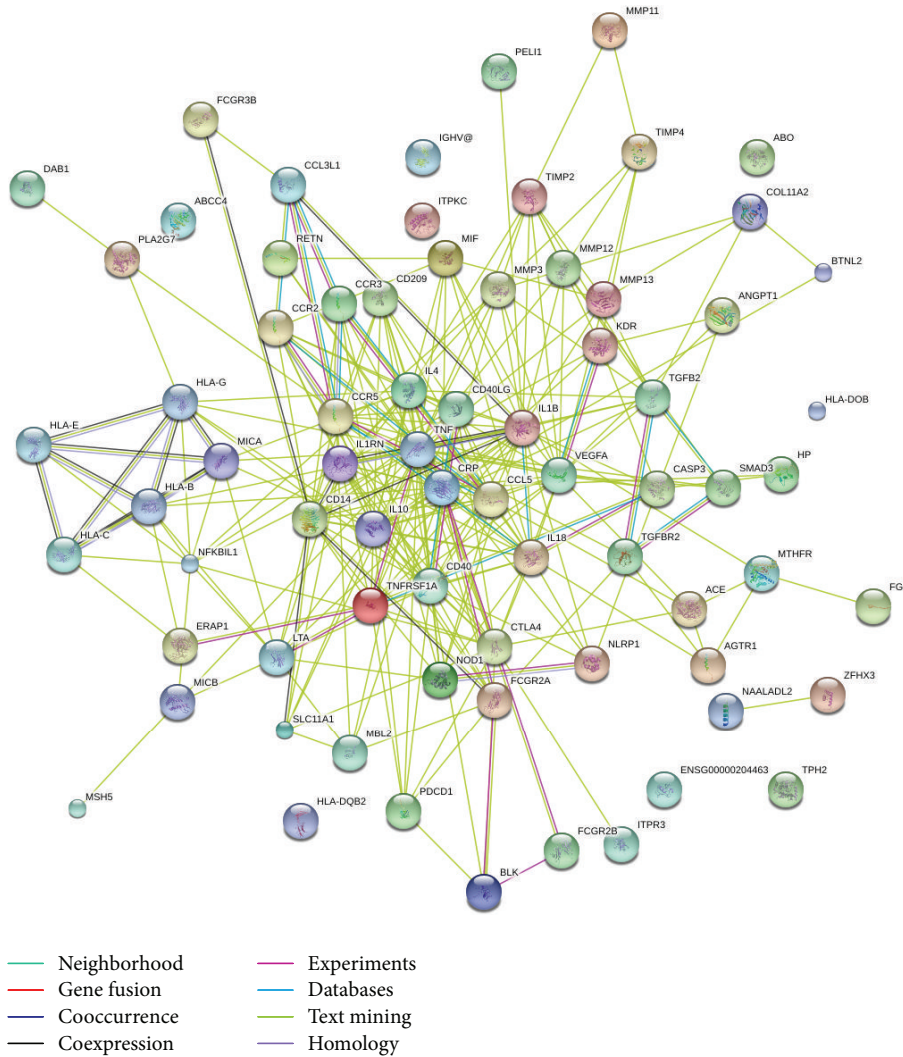 MMP11
PELI1
FCGR3B
TIMP4
IGHV@
ABO
DAB1
CCL3L1
TIMP2
COL11A2
ABCC4
ITPKC
PLA2G7
RETN
MIF
MMP12
BTNL2
MMP3
MMP13
CCR3
CD209
ANGPT1
CCR2
KDR
IL4
HLA-G
CD40LG
TGFB2
CCR5
IL1B
HLA-DOB
HLA-E
TNF
MICA
IL1RN
VEGFA
CASP3
HP
CRP
SMAD3
CCL5
HLA-B
CD14
IL10
HLA-C
IL18
TGFBR2
NFKBIL1
CD40
MTHFR
TNFRSF1A
ACE
FG
ERAP1
LTA
CTLA4
NLRP1
AGTR1
NOD1
ZFHX3
MICB
FCGR2A
NAALADL2
SLC11A1
MBL2
ENSG00000204463
TPH2
MSH5
PDCD1
HLA-DQB2
FCGR2B
ITPR3
BLK
Neighborhood
Gene fusion
Cooccurrence
Coexpression
Experiments
Databases
Text mining
Homology